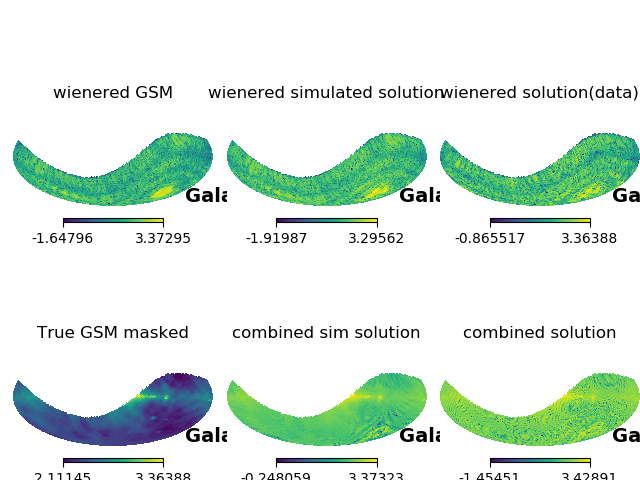 wienered GSM
wienered simulated solution
wienered solution(data)
Gala
Gala
Ga
-1.64796 3.37295
-1.91987 3.29562
-0.865517 3.36388
True GSM masked
combined sim solution
combined solution
Gala
Gala
Ga
2.11145 3.36388
-0.248059 3.37323
-1.45451 3.42891